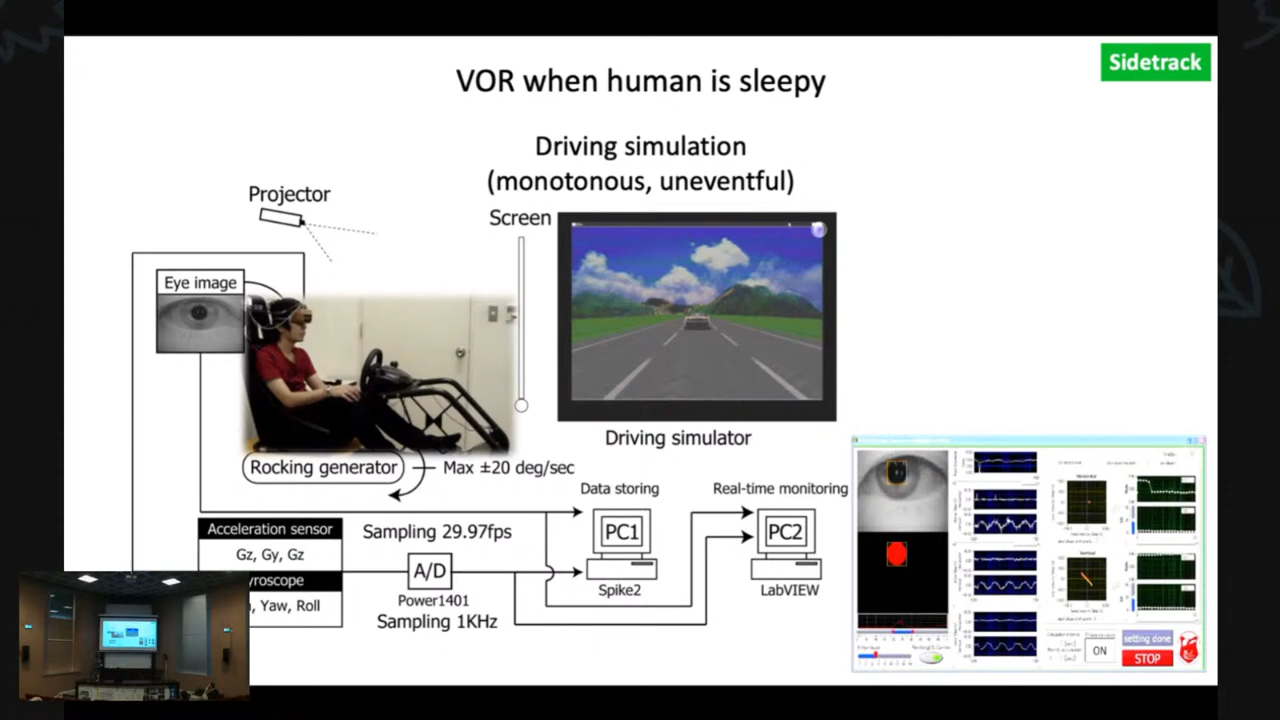 Sidetrack
VOR when human is sleepy
Driving simulation
(monotonous, uneventful)
Projector
Screen
Eye image
Driving simulator
Rocking generator
Max ±20 deg/sec
Data storing
Real-time monitoring
Acceleration sensor
Gz, Gy, Gz
Sampling 29.97fps
PC1
PC2
A/D
Yaw, Roll
Power1401
Sampling 1KHz
Spike2
LabVIEW
setting done
ON
STOP